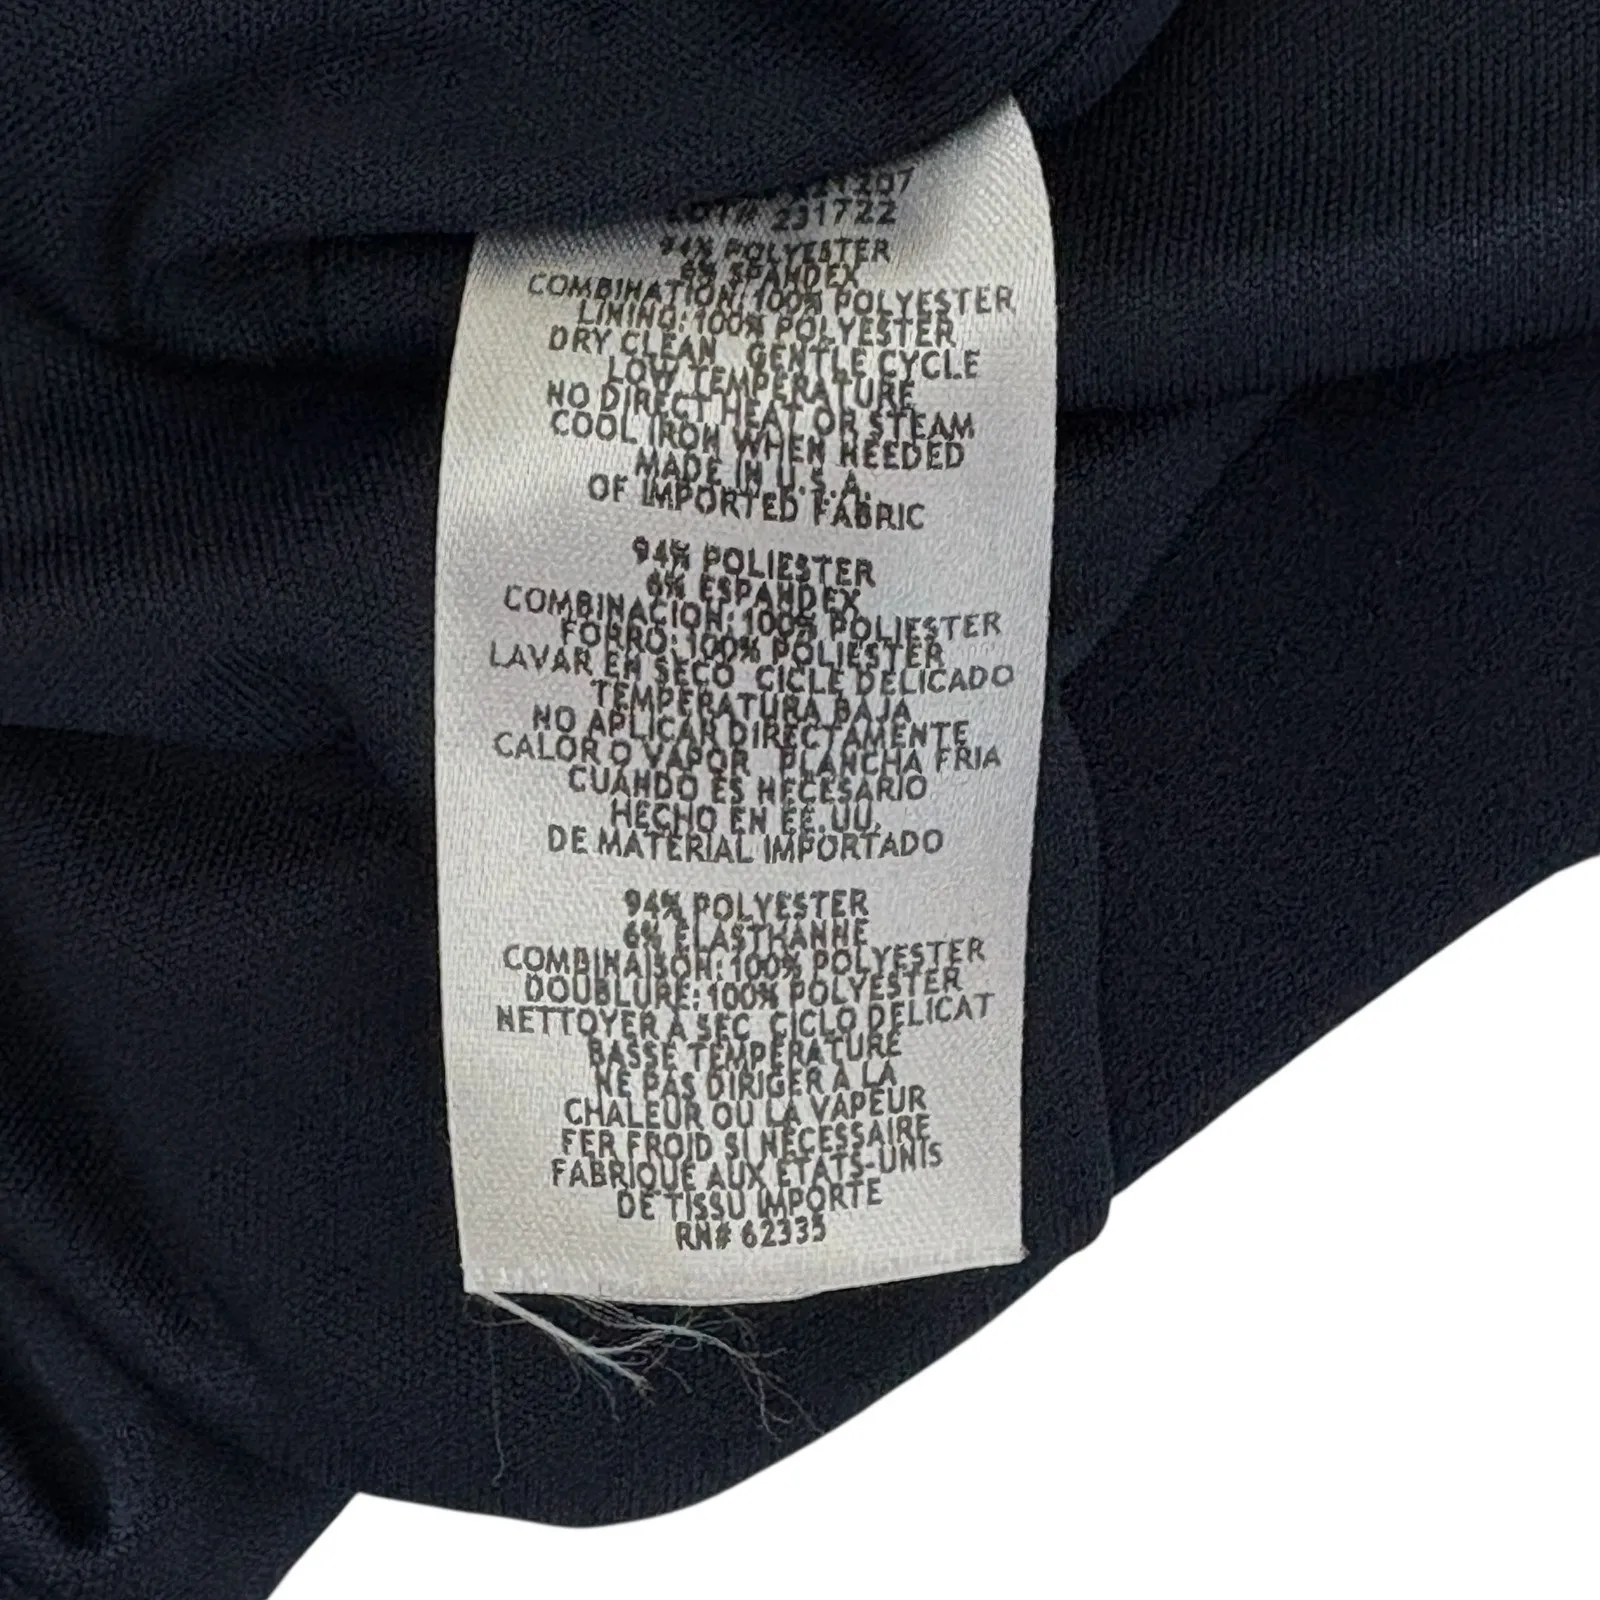 231722
94% POLYESTER
6% SPANDEX
COMBINATION: 100% POLYESTER
LINING: 100% POLYESTER
DRY CLEAN GENTLE CYCLE
LOW TEMPERATURE
NO DIRECT HEAT OR STEAM
COOL IRON WHEN NEEDED
MADE IN U.S.A.
OF IMPORTED FABRIC
94% POLIESTER
6% ESPANDEX
COMBINACION: 100% POLIESTER
FORRO: 100% POLIESTER
LAVAR EN SECO CICLE DELICADO
TEMPERATURA BAJA
NO APLICAR DIRECTAMENTE
CALOR O VAPOR PLANCHA FRIA
CUANDO ES NECESARIO
HECHO EN EE.UU.
DE MATERIAL IMPORTADO
94% POLYESTER
6% ELASTHANNE
COMBINAISON: 100% POLYESTER
DOUBLURE: 100% POLYESTER
NETTOYER A SEC CICLO DELICAT
BASSE TEMPERATURE
NE PAS DIRIGER A LA
CHALEUR OU LA VAPEUR
FER FROID SI NECESSAIRE
FABRIQUE AUX ETATS-UNIS
DE TISSU IMPORTE
RN# 62335